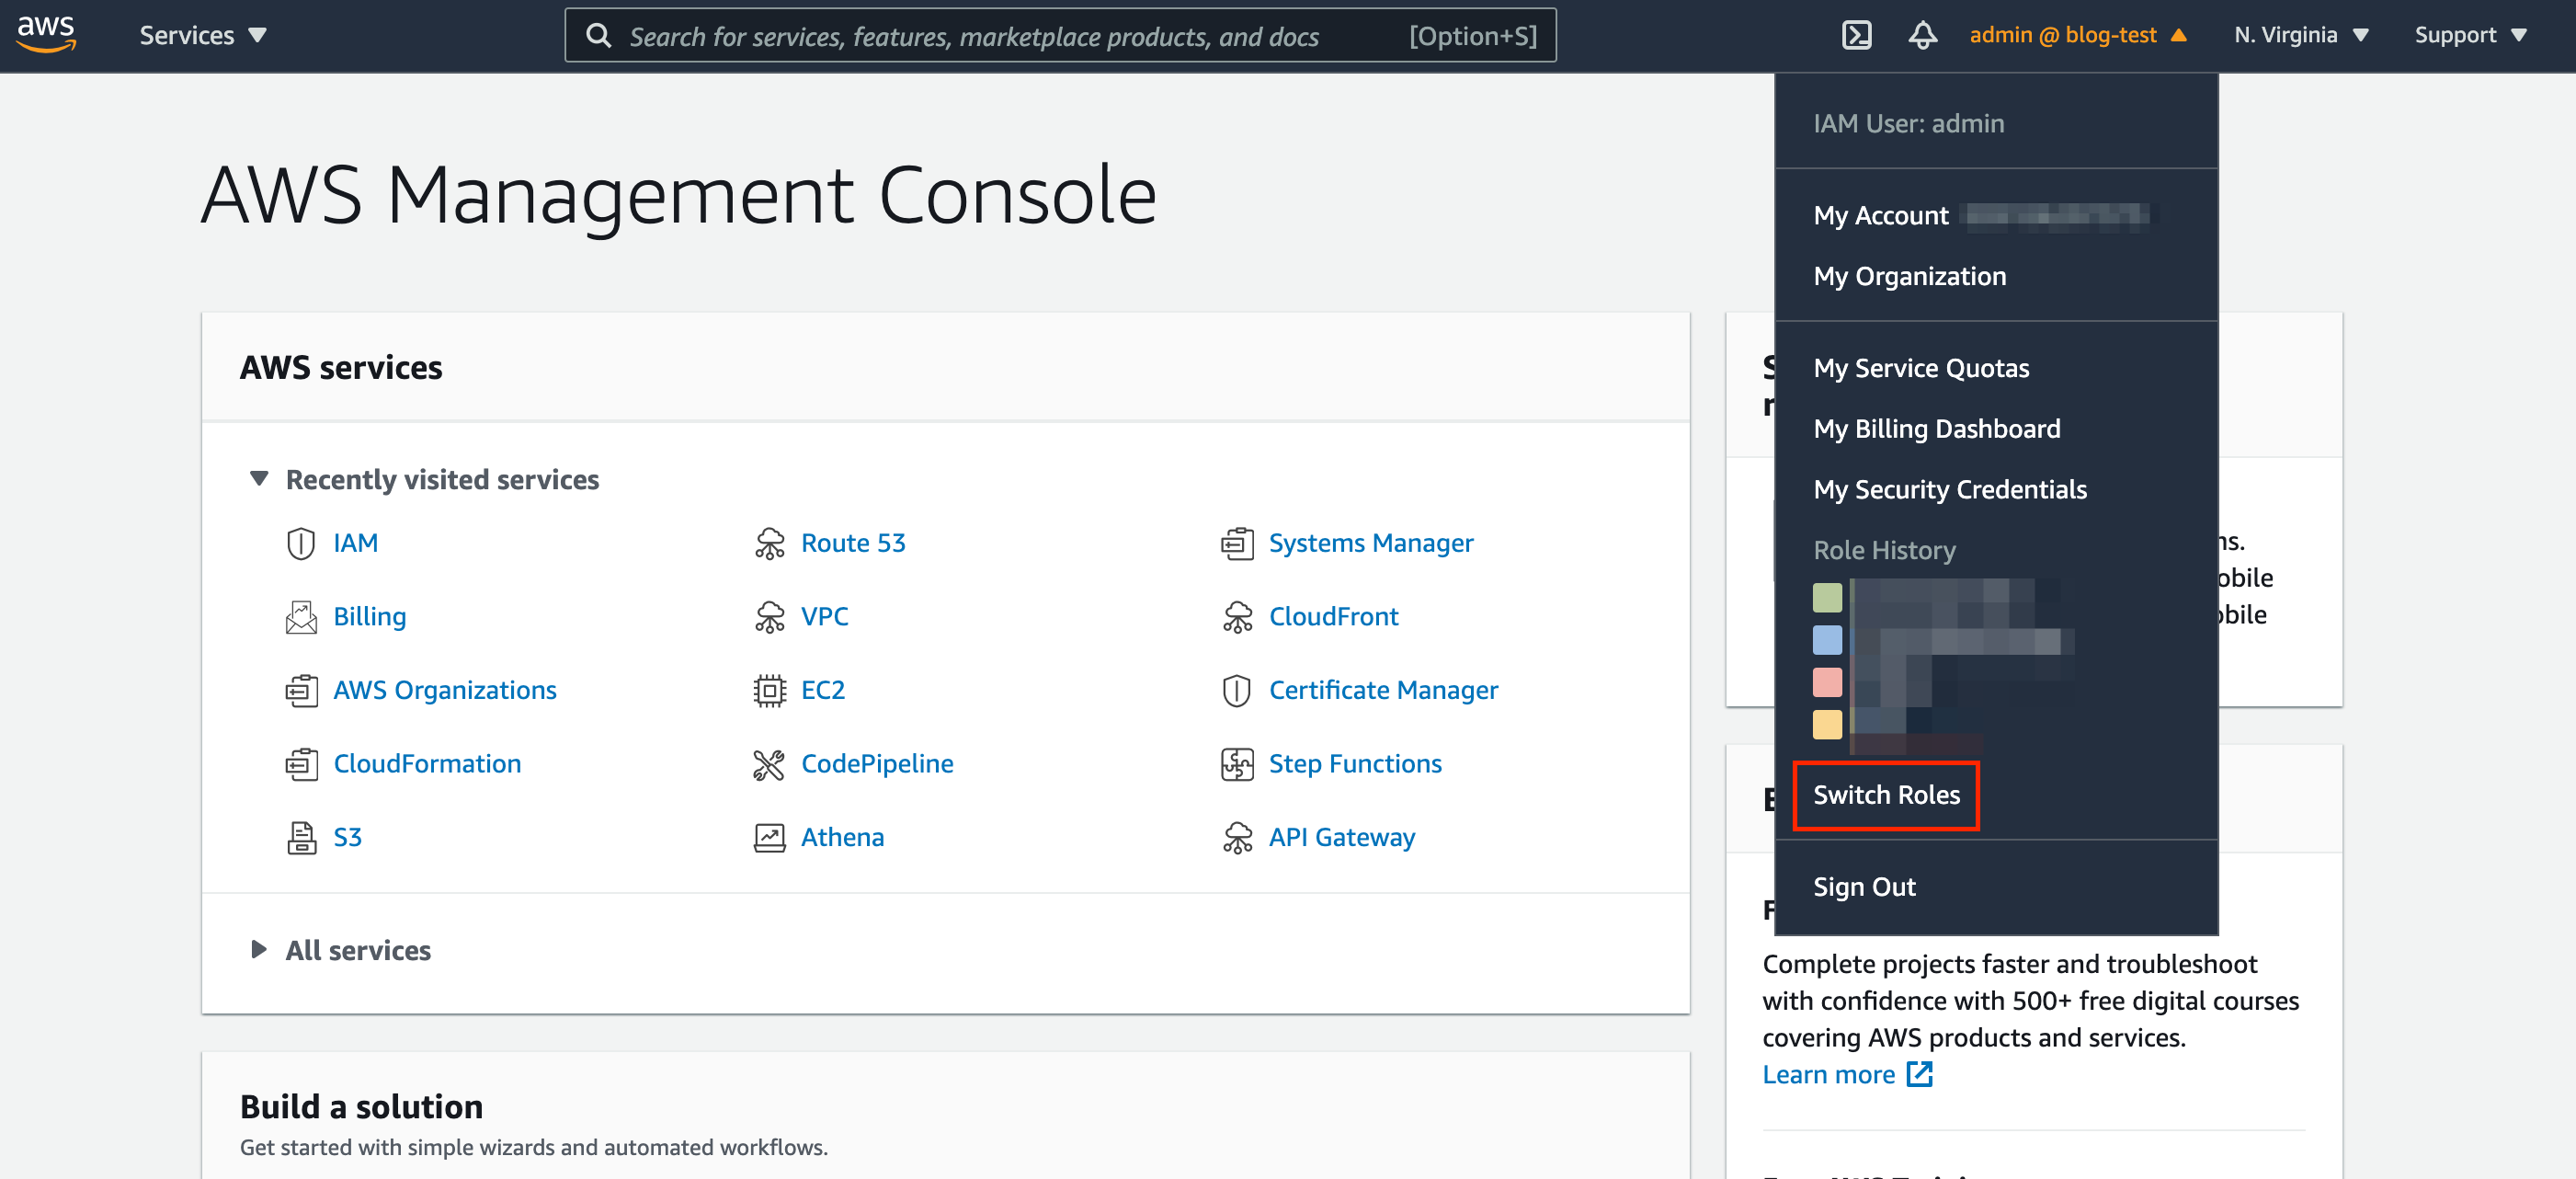 aws
Services
Search for services, features, marketplace products, and docs [Option+S]
admin @ blog-test
N. Virginia
Support
IAM User: admin
My Account
My Organization
My Service Quotas
My Billing Dashboard
My Security Credentials
Role History
Switch Roles
Sign Out
AWS Management Console
AWS services
Recently visited services
IAM
Route 53
Systems Manager
Billing
VPC
CloudFront
AWS Organizations
EC2
Certificate Manager
CloudFormation
CodePipeline
Step Functions
S3
Athena
API Gateway
All services
Build a solution
Get started with simple wizards and automated workflows.
Complete projects faster and troubleshoot
with confidence with 500+ free digital courses
covering AWS products and services.
Learn more